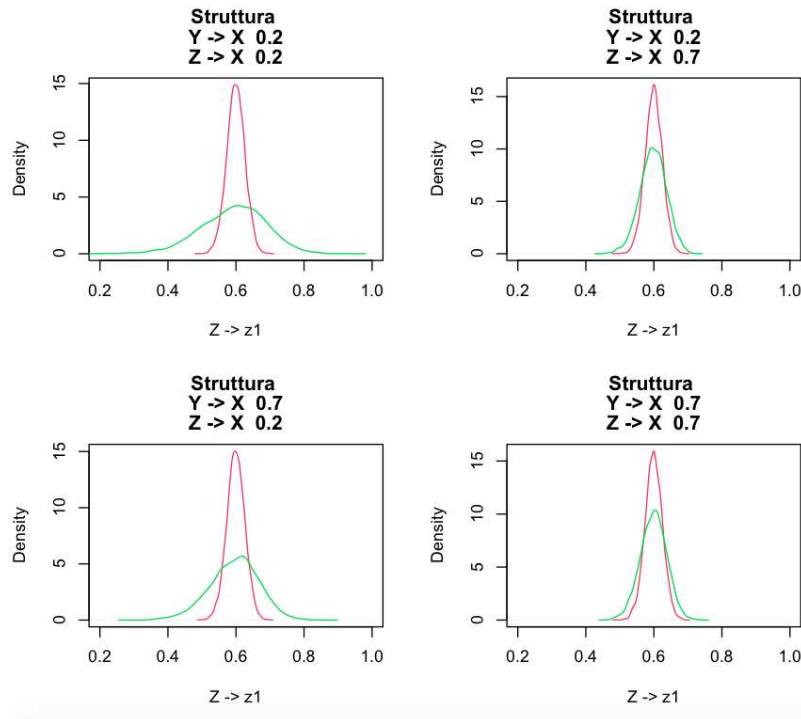 Struttura
Y -> X 0.2
Z -> X 0.2
Density
15
10
5
0
0.2 0.4 0.6 0.8 1.0
Z -> z1
Struttura
Y -> X 0.2
Z -> X 0.7
Density
15
10
5
0
0.2 0.4 0.6 0.8 1.0
Z -> z1
Struttura
Y -> X 0.7
Z -> X 0.2
Density
15
10
5
0
0.2 0.4 0.6 0.8 1.0
Z -> z1
Struttura
Y -> X 0.7
Z -> X 0.7
Density
15
10
5
0
0.2 0.4 0.6 0.8 1.0
Z -> z1